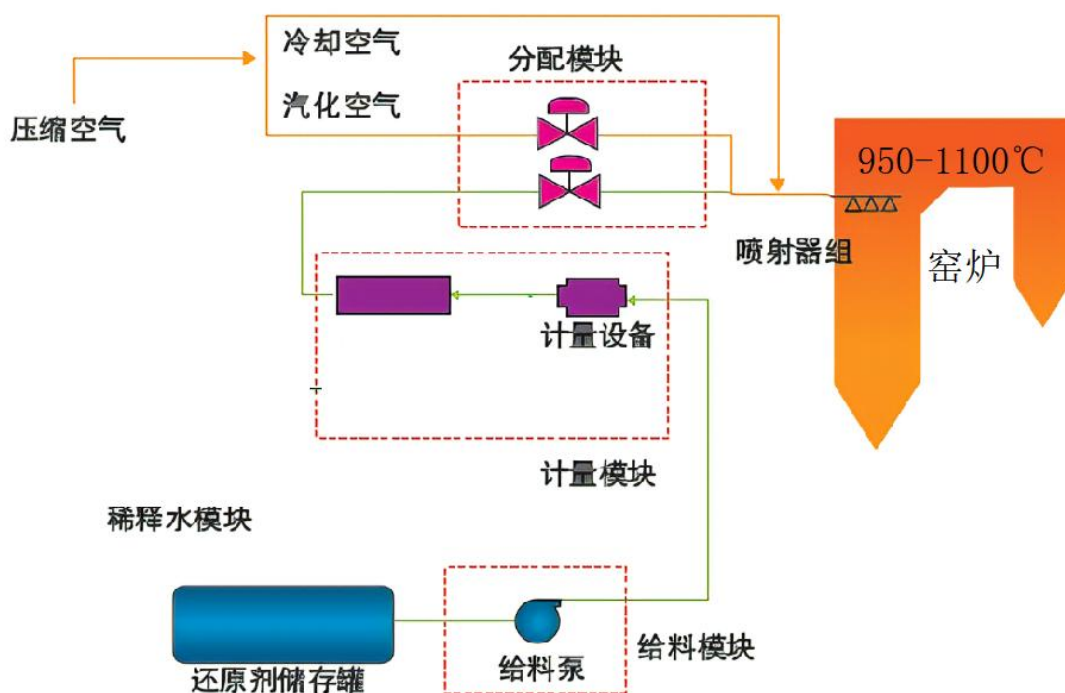 冷却空气
分配模块
汽化空气
压缩空气
950-1100℃
喷射器组
窑炉
计量设备
计量模块
稀释水模块
给料模块
给料泵
还原剂储存罐